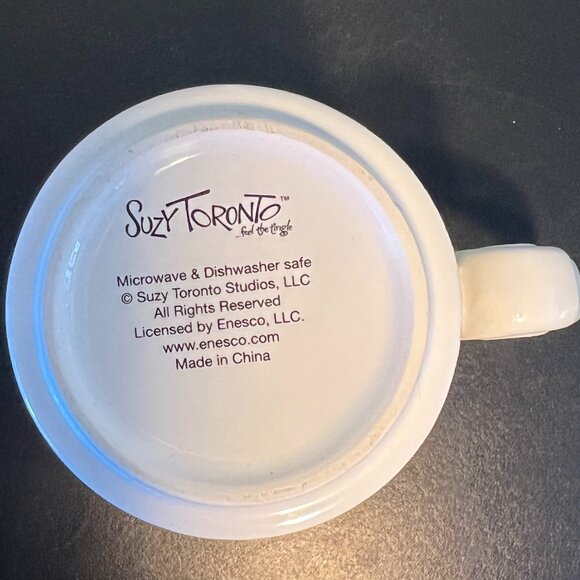 Suzy Toronto™
...feel the tingle
Microwave & Dishwasher safe
© Suzy Toronto Studios, LLC
All Rights Reserved
Licensed by Enesco, LLC.
www.enesco.com
Made in China